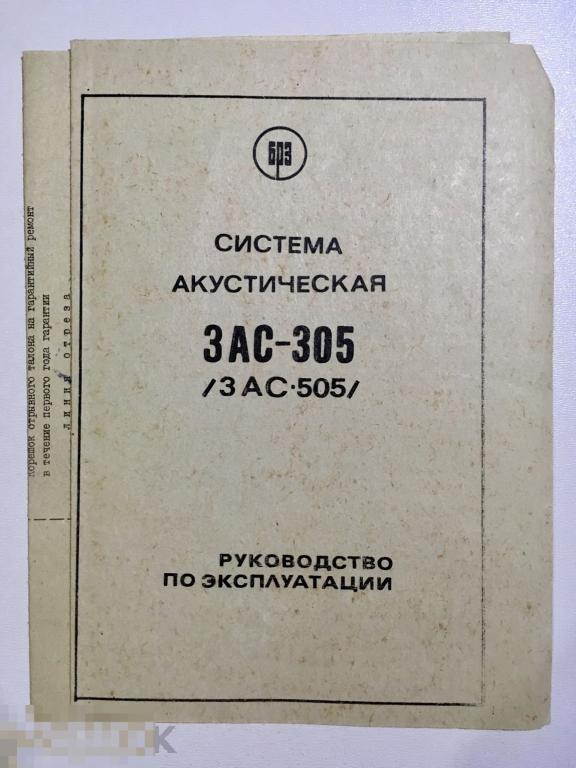 БРЗ
СИСТЕМА
АКУСТИЧЕСКАЯ
3АС-305
/3АС·505/
РУКОВОДСТВО
ПО ЭКСПЛУАТАЦИИ
корешок отрывного талона на гарантийный ремонт
в течение первого года гарантии
линия отреза